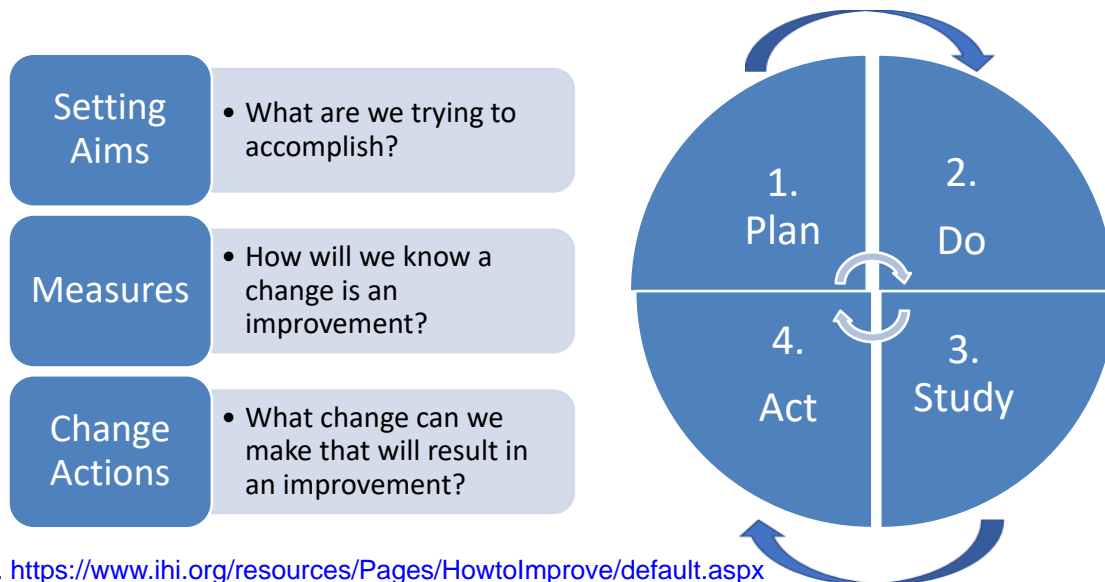 Setting
Aims
• What are we trying to
accomplish?
Measures
• How will we know a
change is an
improvement?
Change
Actions
• What change can we
make that will result in
an improvement?
1.
Plan
2.
Do
3.
Study
4.
Act
. https://www.ihi.org/resources/Pages/HowtoImprove/default.aspx